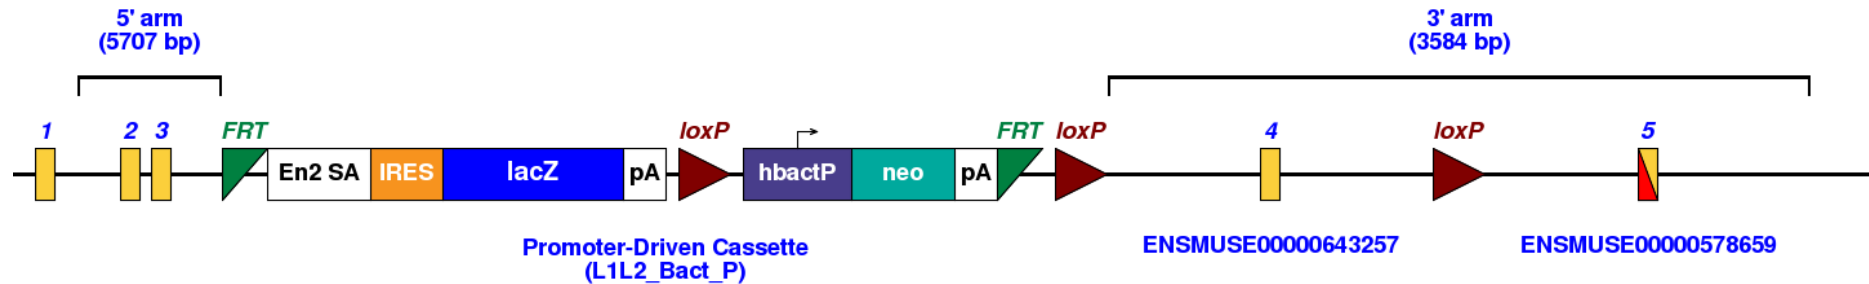 5' arm
(5707 bp)
3' arm
(3584 bp)
1 2 3 FRT loxP FRT loxP 4 loxP 5
En2 SA IRES lacZ pA hbactP neo pA
Promoter-Driven Cassette
(L1L2_Bact_P)
ENSMUSE00000643257 ENSMUSE00000578659